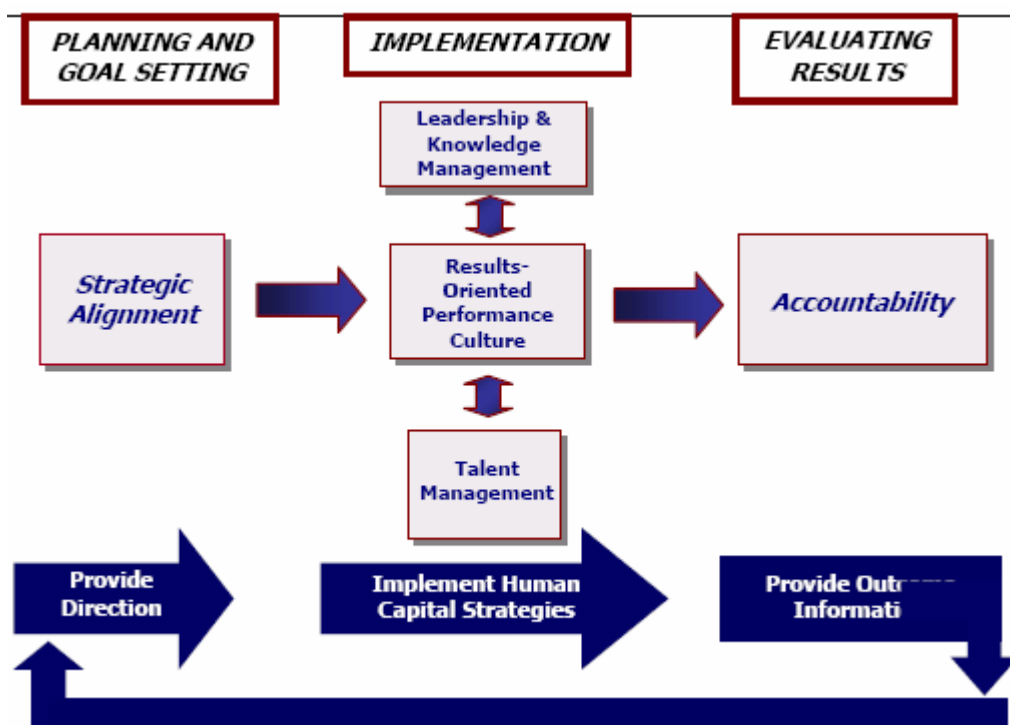 PLANNING AND
GOAL SETTING
IMPLEMENTATION
EVALUATING
RESULTS
Leadership &
Knowledge
Management
Strategic
Alignment
Results-
Oriented
Performance
Culture
Accountability
Talent
Management
Provide
Direction
Implement Human
Capital Strategies
Provide